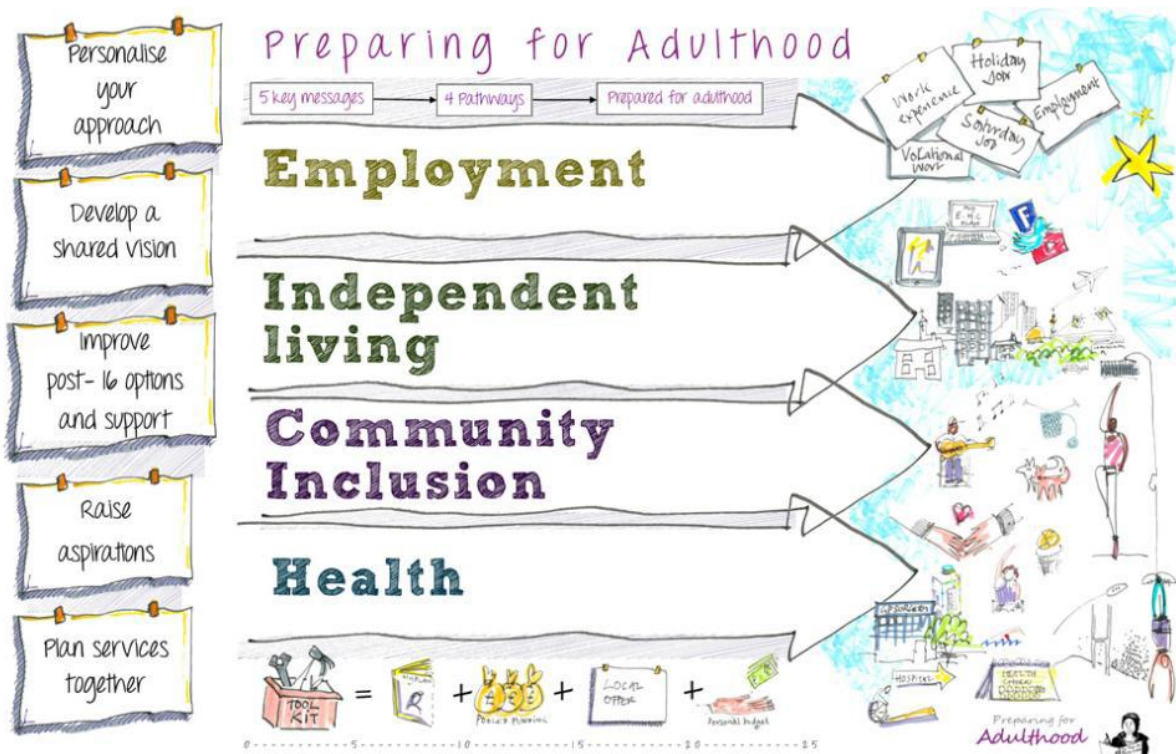 Personalise
your
approach
Develop a
shared vision
Improve
post-16 options
and support
Raise
aspirations
Plan services
together
Preparing for Adulthood
5 key messages
4 Pathways
Prepared for adulthood
Employment
Independent
living
Community
Inclusion
Health
Work
experience
Holiday
Job
Employment
Saturday
Job
Vocational
Work
F
HOSPITAL
HEALTH
CHECK
TOOL
KIT
=
+
+
LOCAL
OFFER
+
Personal budget
0
5
10
15
20
25
Preparing for
Adulthood